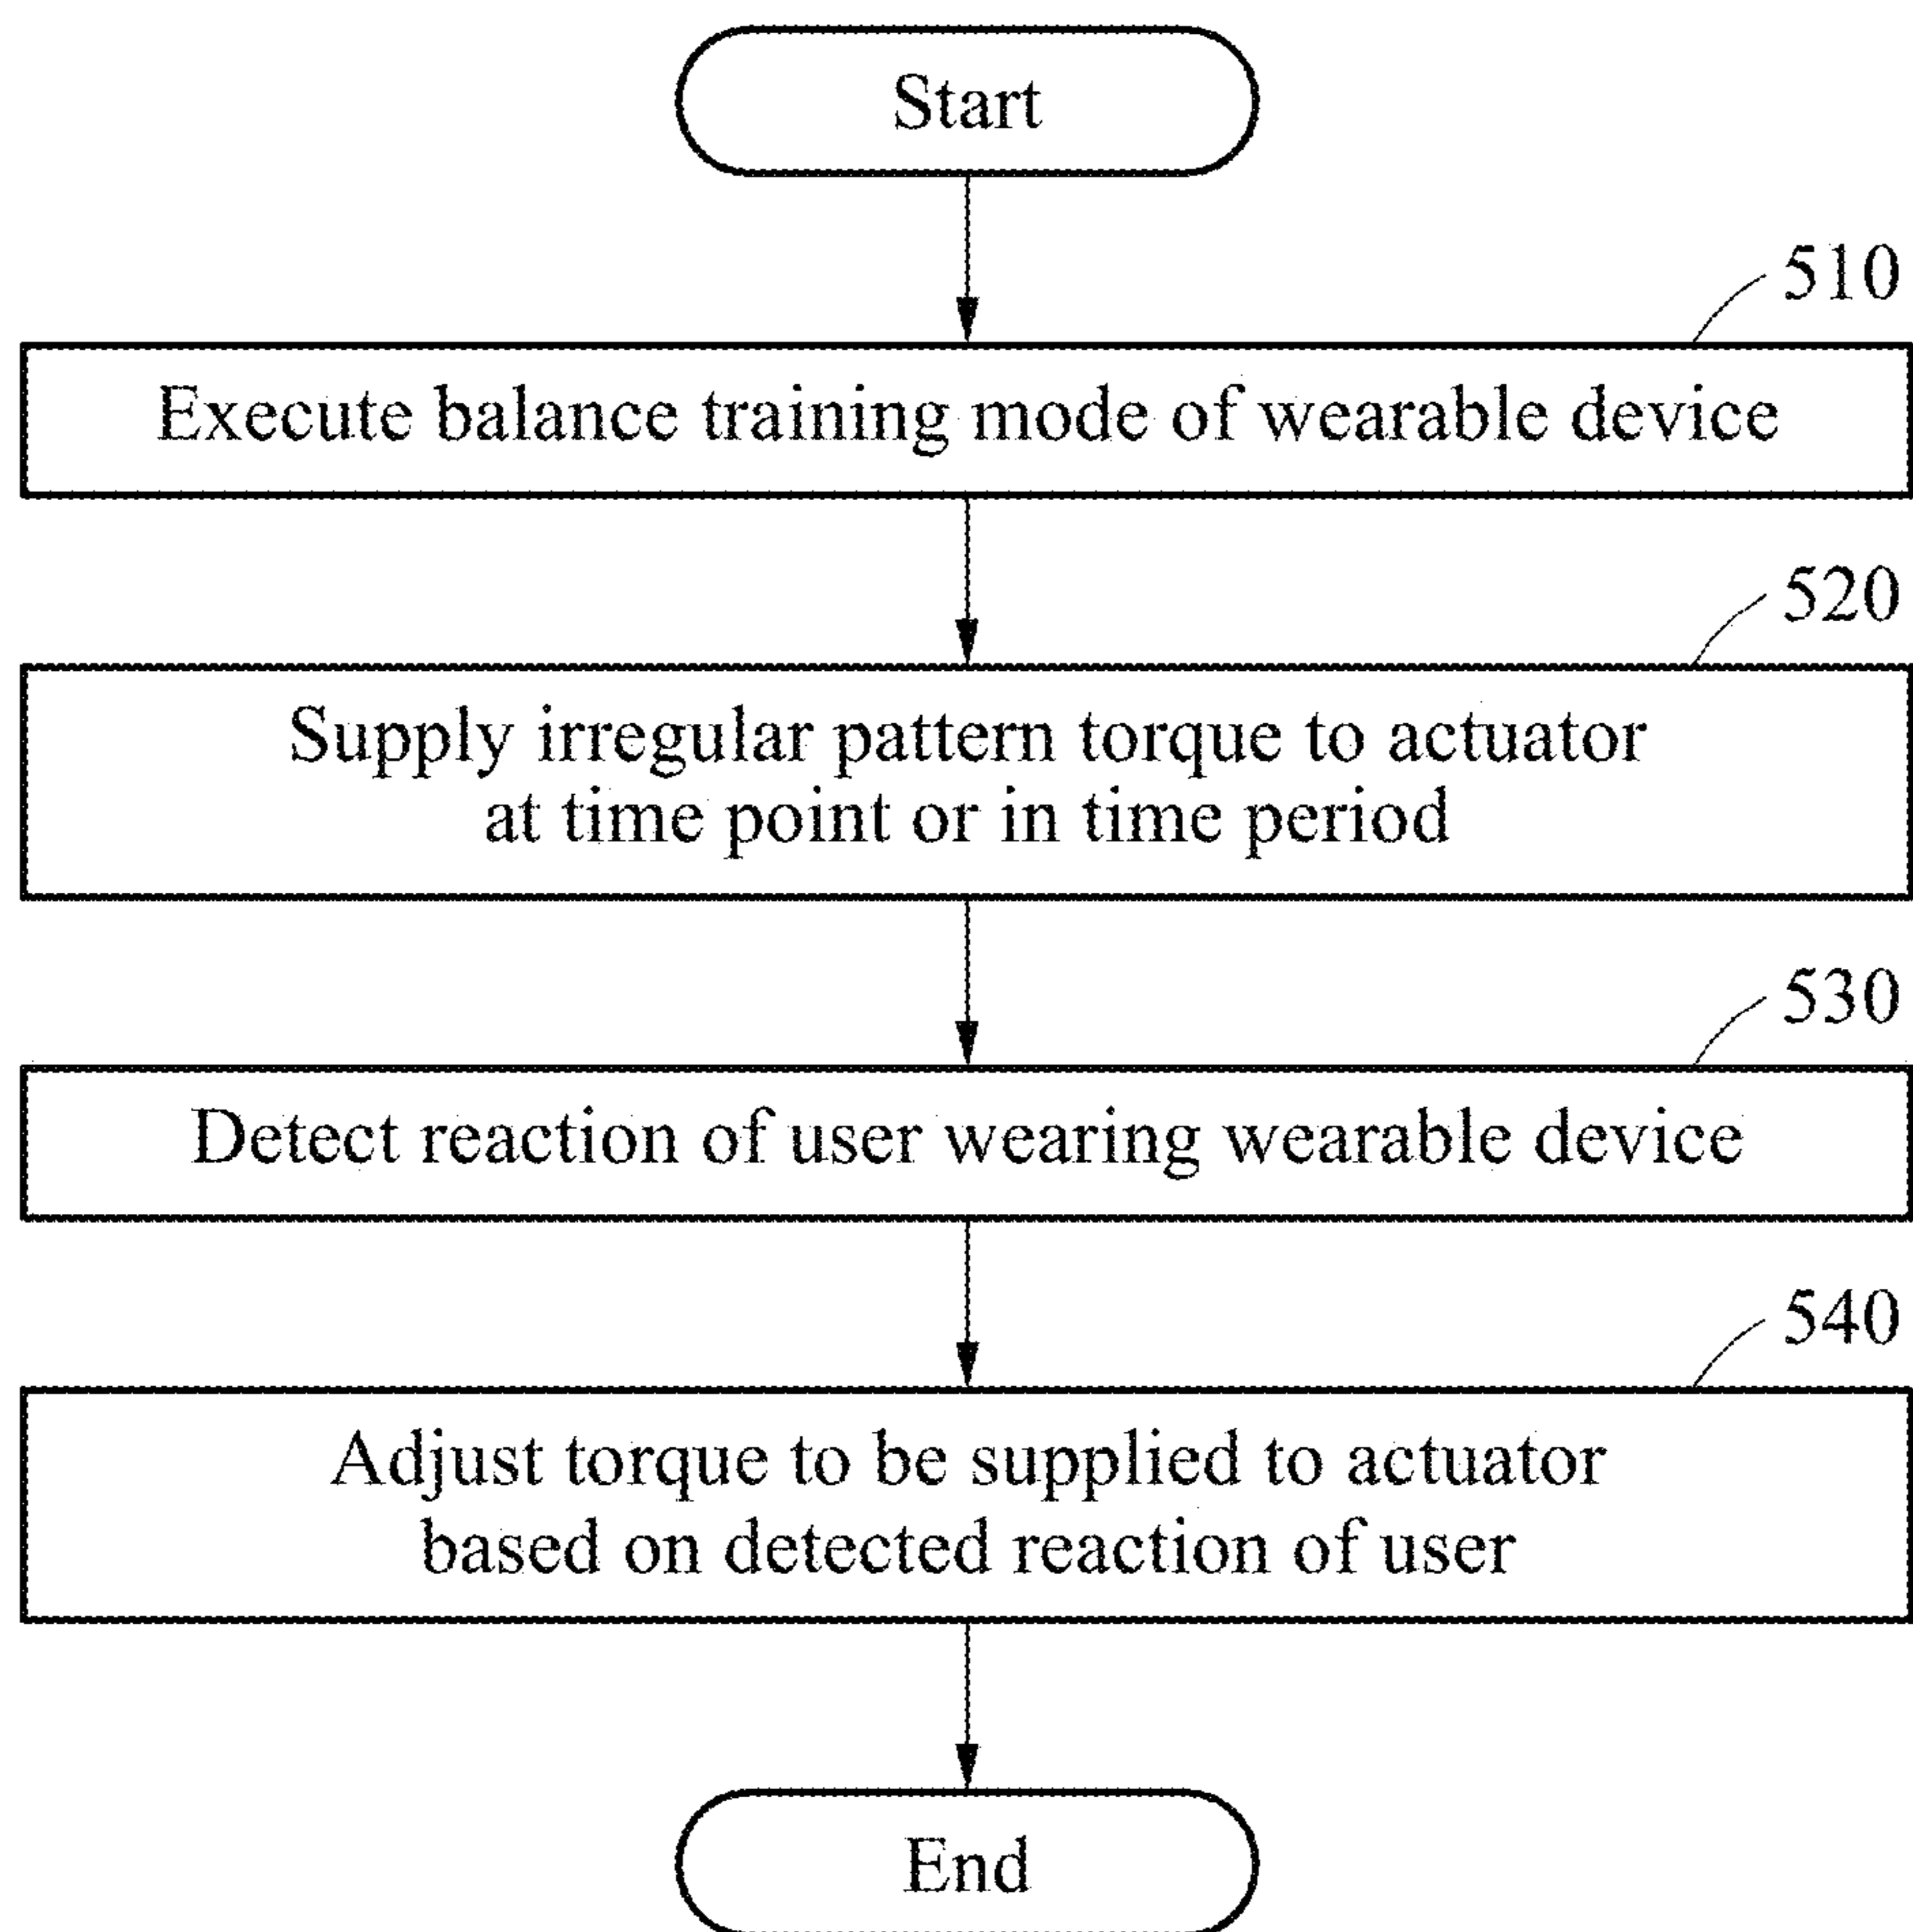 Start
510
Execute balance training mode of wearable device
520
Supply irregular pattern torque to actuator
at time point or in time period
530
Detect reaction of user wearing wearable device
540
Adjust torque to be supplied to actuator
based on detected reaction of user
End